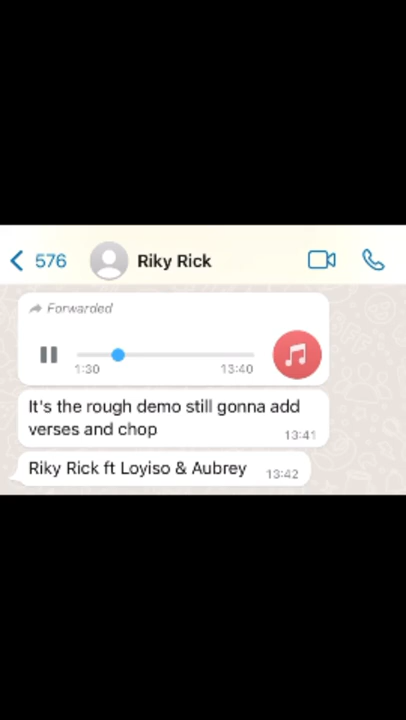 576
Riky Rick
Forwarded
1:30
13:40
It's the rough demo still gonna add
verses and chop
13:41
Riky Rick ft Loyiso & Aubrey
13:42